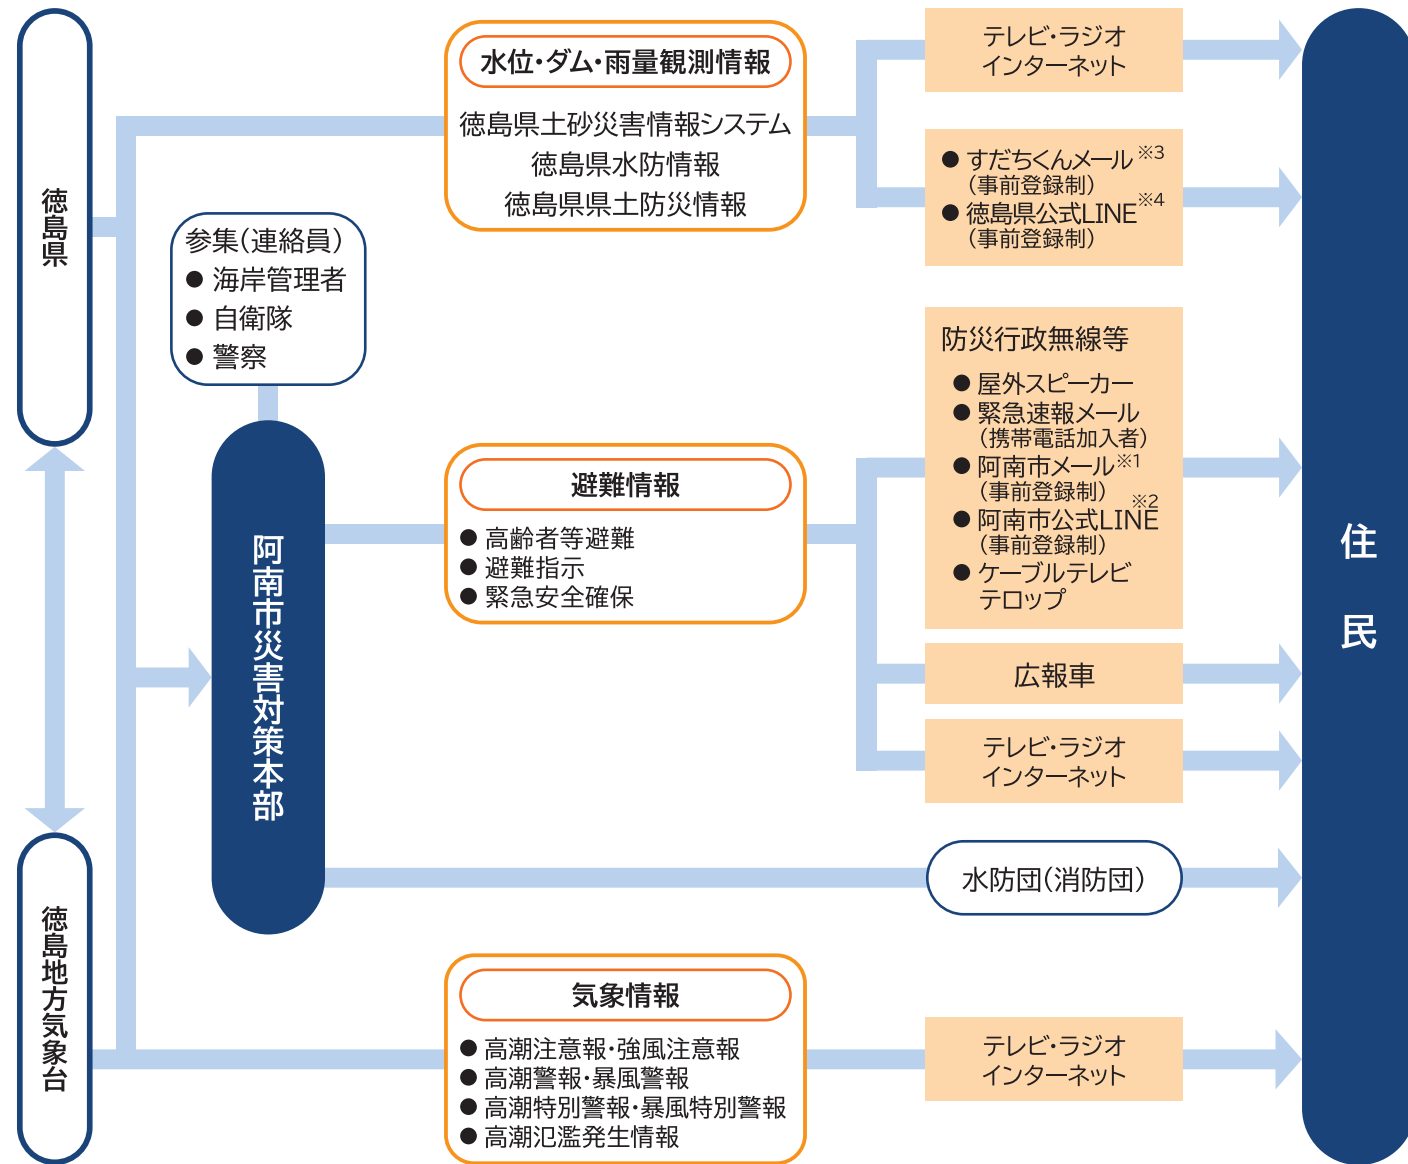 徳島県
徳島地方気象台
参集(連絡員)
● 海岸管理者
● 自衛隊
● 警察
阿南市災害対策本部
水位・ダム・雨量観測情報
徳島県土砂災害情報システム
徳島県水防情報
徳島県県土防災情報
テレビ・ラジオ
インターネット
● すだちくんメール※3
(事前登録制)
● 徳島県公式LINE※4
(事前登録制)
避難情報
● 高齢者等避難
● 避難指示
● 緊急安全確保
防災行政無線等
● 屋外スピーカー
● 緊急速報メール
(携帯電話加入者)
● 阿南市メール※1
(事前登録制)
● 阿南市公式LINE※2
(事前登録制)
● ケーブルテレビ
テロップ
広報車
テレビ・ラジオ
インターネット
水防団(消防団)
気象情報
● 高潮注意報・強風注意報
● 高潮警報・暴風警報
● 高潮特別警報・暴風特別警報
● 高潮氾濫発生情報
テレビ・ラジオ
インターネット
住民